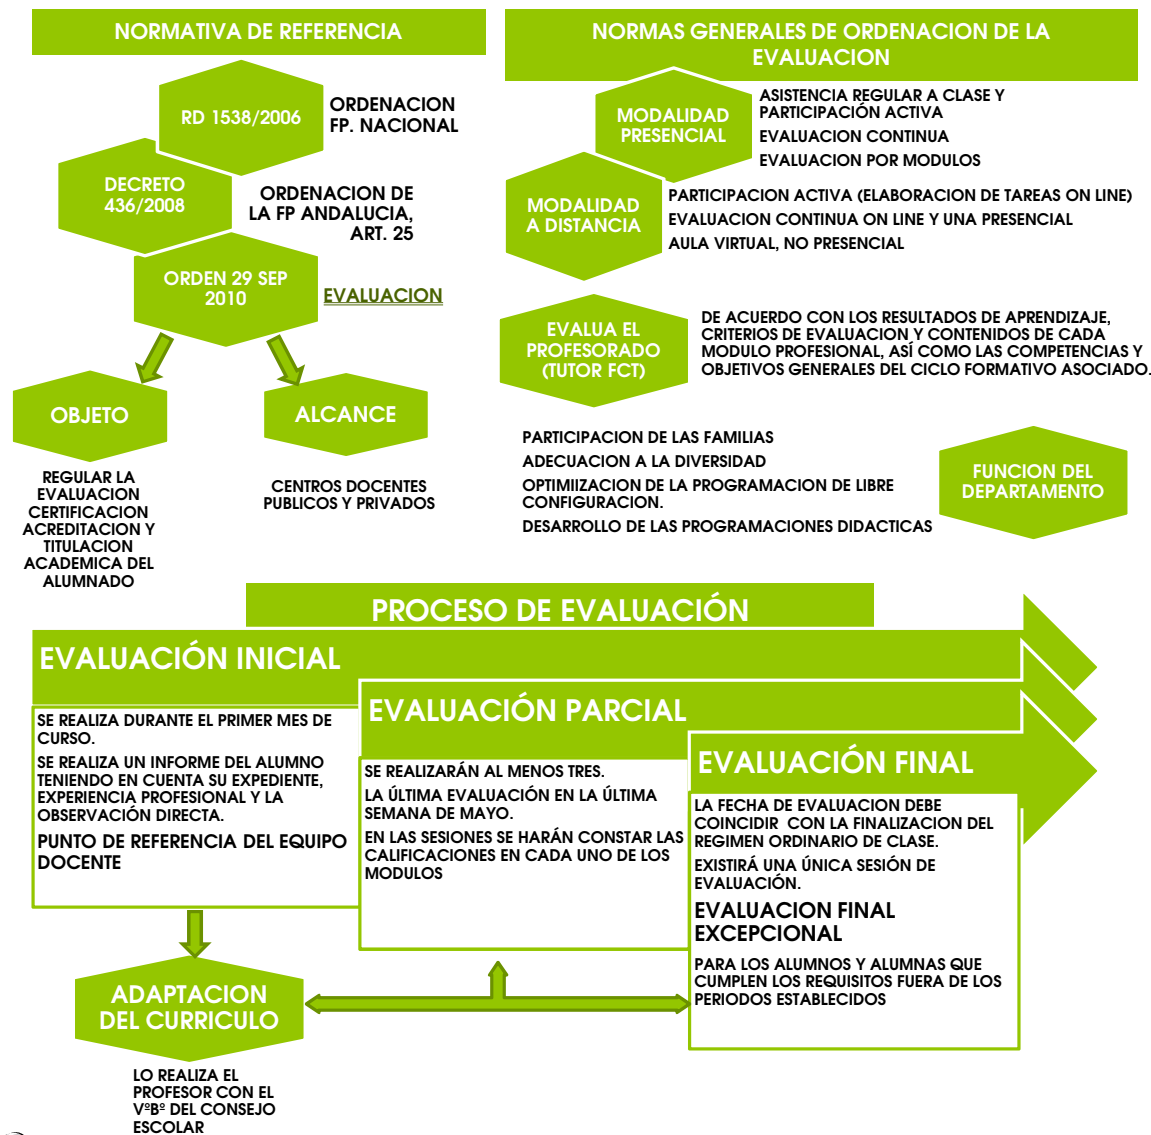 NORMATIVA DE REFERENCIA
RD 1538/2006
ORDENACION
FP. NACIONAL
DECRETO
436/2008
ORDENACION DE
LA FP ANDALUCIA,
ART. 25
ORDEN 29 SEP
2010
EVALUACION
OBJETO
ALCANCE
REGULAR LA
EVALUACION
CERTIFICACION
ACREDITACION Y
TITULACION
ACADEMICA DEL
ALUMNADO
CENTROS DOCENTES
PUBLICOS Y PRIVADOS
NORMAS GENERALES DE ORDENACION DE LA
EVALUACION
MODALIDAD
PRESENCIAL
ASISTENCIA REGULAR A CLASE Y
PARTICIPACIÓN ACTIVA
EVALUACION CONTINUA
EVALUACION POR MODULOS
MODALIDAD
A DISTANCIA
PARTICIPACION ACTIVA (ELABORACION DE TAREAS ON LINE)
EVALUACION CONTINUA ON LINE Y UNA PRESENCIAL
AULA VIRTUAL, NO PRESENCIAL
EVALUA EL
PROFESORADO
(TUTOR FCT)
DE ACUERDO CON LOS RESULTADOS DE APRENDIZAJE,
CRITERIOS DE EVALUACION Y CONTENIDOS DE CADA
MODULO PROFESIONAL, ASÍ COMO LAS COMPETENCIAS Y
OBJETIVOS GENERALES DEL CICLO FORMATIVO ASOCIADO.
PARTICIPACION DE LAS FAMILIAS
ADECUACION A LA DIVERSIDAD
OPTIMIIZACION DE LA PROGRAMACION DE LIBRE
CONFIGURACION.
DESARROLLO DE LAS PROGRAMACIONES DIDACTICAS
FUNCION DEL
DEPARTAMENTO
PROCESO DE EVALUACIÓN
EVALUACIÓN INICIAL
SE REALIZA DURANTE EL PRIMER MES DE
CURSO.
SE REALIZA UN INFORME DEL ALUMNO
TENIENDO EN CUENTA SU EXPEDIENTE,
EXPERIENCIA PROFESIONAL Y LA
OBSERVACIÓN DIRECTA.
PUNTO DE REFERENCIA DEL EQUIPO
DOCENTE
EVALUACIÓN PARCIAL
SE REALIZARÁN AL MENOS TRES.
LA ÚLTIMA EVALUACIÓN EN LA ÚLTIMA
SEMANA DE MAYO.
EN LAS SESIONES SE HARÁN CONSTAR LAS
CALIFICACIONES EN CADA UNO DE LOS
MODULOS
EVALUACIÓN FINAL
LA FECHA DE EVALUACION DEBE
COINCIDIR CON LA FINALIZACION DEL
REGIMEN ORDINARIO DE CLASE.
EXISTIRÁ UNA ÚNICA SESIÓN DE
EVALUACIÓN.
EVALUACION FINAL
EXCEPCIONAL
PARA LOS ALUMNOS Y ALUMNAS QUE
CUMPLEN LOS REQUISITOS FUERA DE LOS
PERIODOS ESTABLECIDOS
ADAPTACION
DEL CURRICULO
LO REALIZA EL
PROFESOR CON EL
VºBº DEL CONSEJO
ESCOLAR